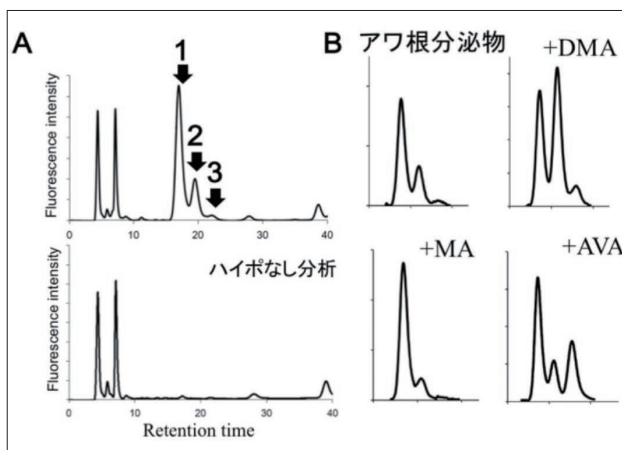 A
1
2
3
Fluorescence intensity
0
10
20
30
40
ハイポなし分析
Fluorescence intensity
0
10
20
30
40
Retention time
B
アワ根分泌物
+DMA
+MA
+AVA